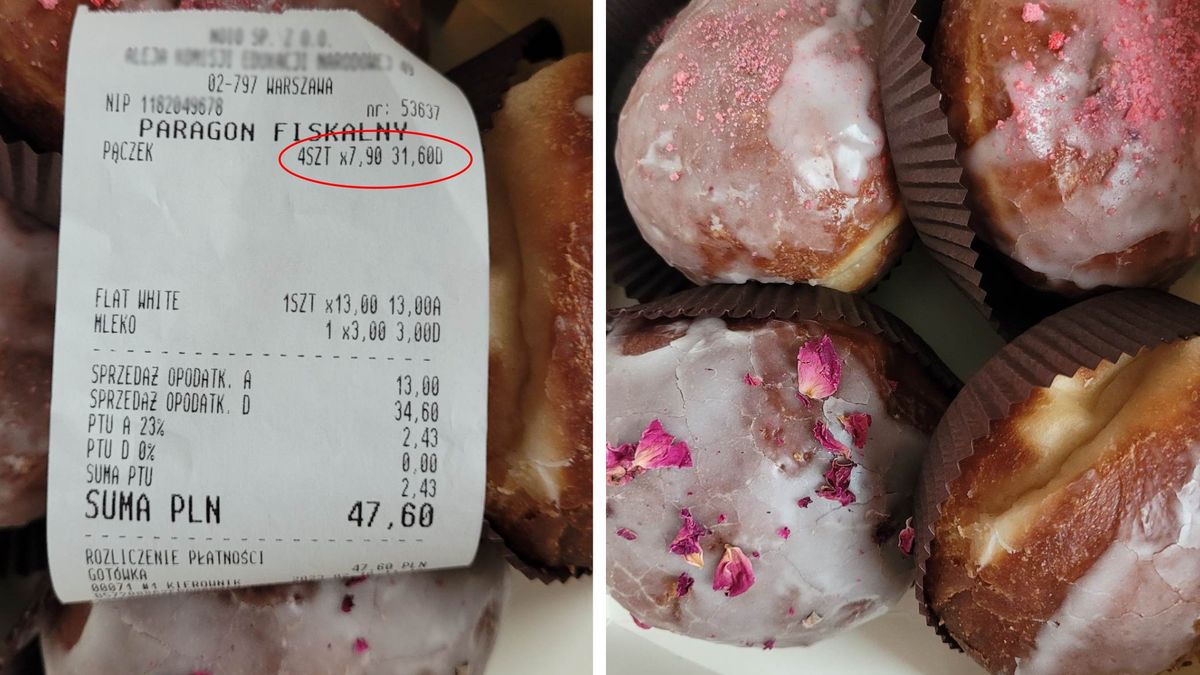 02-797 WARSZAWA
NIP nr: 53637
PARAGON FISKALNY
PĄCZEK 4SZT x7,90 31,60D
FLAT WHITE 1SZT x13,00 13,00A
MLEKO 1 x3,00 3,00D
SPRZEDAŻ OPODATK. A 13,00
SPRZEDAŻ OPODATK. D 34,60
PTU A 23% 2,43
PTU D 0% 0,00
SUMA PTU 2,43
SUMA PLN 47,60
ROZLICZENIE PŁATNOŚCI
GOTÓWKA 47,60 PLN
00071 #1 KIEROWNIK